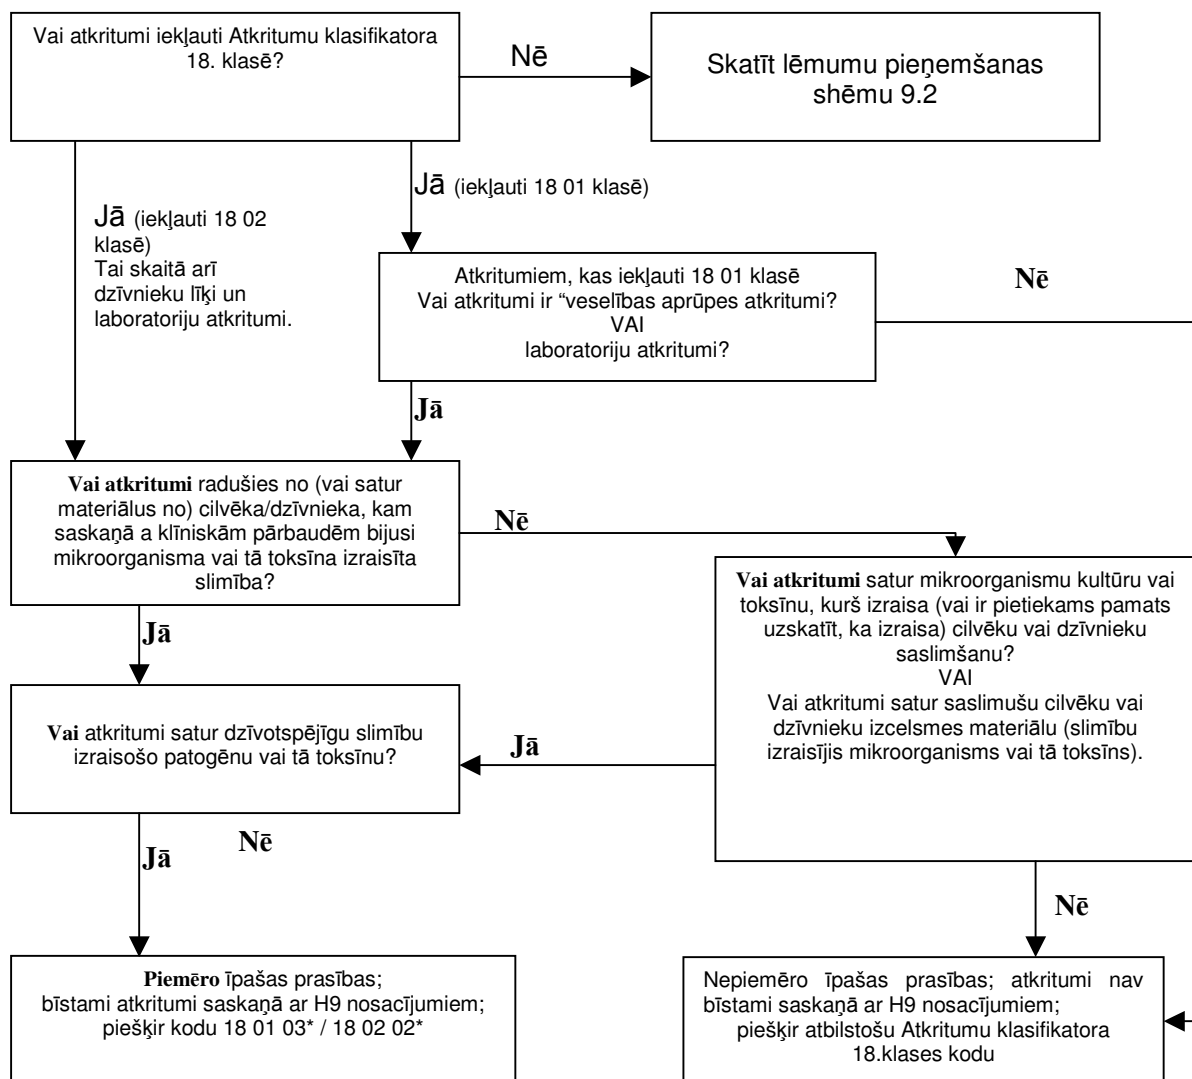 Vai atkritumi iekļauti Atkritumu klasifikatora
18. klasē?
Nē
Skatīt lēmumu pieņemšanas
shēmu 9.2
Jā (iekļauti 18 01 klasē)
Jā (iekļauti 18 02
klasē)
Tai skaitā arī
dzīvnieku līķi un
laboratoriju atkritumi.
Atkritumiem, kas iekļauti 18 01 klasē
Vai atkritumi ir “veselības aprūpes atkritumi?
VAI
laboratoriju atkritumi?
Nē
Jā
Vai atkritumi radušies no (vai satur
materiālus no) cilvēka/dzīvnieka, kam
saskaņā a klīniskām pārbaudēm bijusi
mikroorganisma vai tā toksīna izraisīta
slimība?
Nē
Vai atkritumi satur mikroorganismu kultūru vai
toksīnu, kurš izraisa (vai ir pietiekams pamats
uzskatīt, ka izraisa) cilvēku vai dzīvnieku
saslimšanu?
VAI
Vai atkritumi satur saslimušu cilvēku vai
dzīvnieku izcelsmes materiālu (slimību
izraisījis mikroorganisms vai tā toksīns).
Jā
Vai atkritumi satur dzīvotspējīgu slimību
izraisošo patogēnu vai tā toksīnu?
Jā
Nē
Jā
Nē
Piemēro īpašas prasības;
bīstami atkritumi saskaņā ar H9 nosacījumiem;
piešķir kodu 18 01 03* / 18 02 02*
Nepiemēro īpašas prasības; atkritumi nav
bīstami saskaņā ar H9 nosacījumiem;
piešķir atbilstošu Atkritumu klasifikatora
18.klases kodu